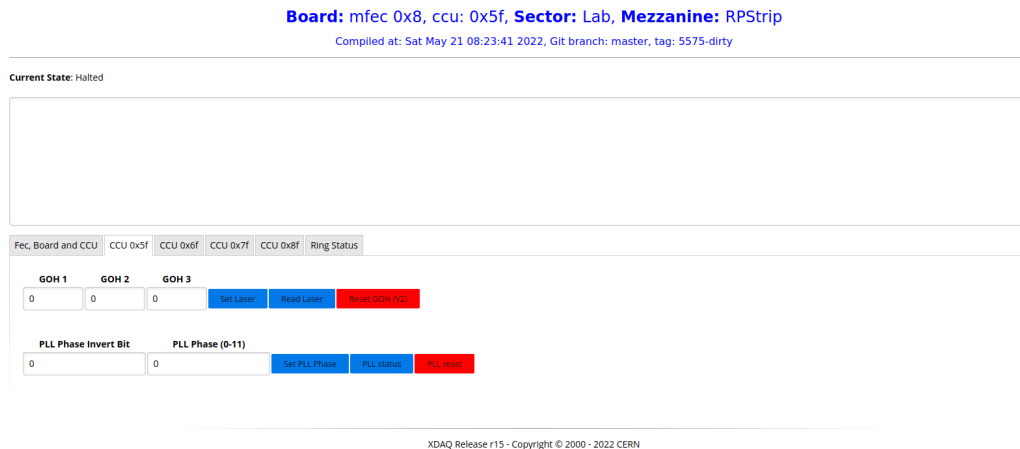 Board: mfec 0x8, ccu: 0x5f, Sector: Lab, Mezzanine: RPStrip
Compiled at: Sat May 21 08:23:41 2022, Git branch: master, tag: 5575-dirty
Current State: Halted
Fec, Board and CCU CCU 0x5f CCU 0x6f CCU 0x7f CCU 0x8f Ring Status
GOH 1 GOH 2 GOH 3
0 0 0 Set Laser Read Laser Reset GOH (V2)
PLL Phase Invert Bit PLL Phase (0-11)
0 0 Set PLL Phase PLL status PLL reset
XDAQ Release r15 - Copyright © 2000 - 2022 CERN